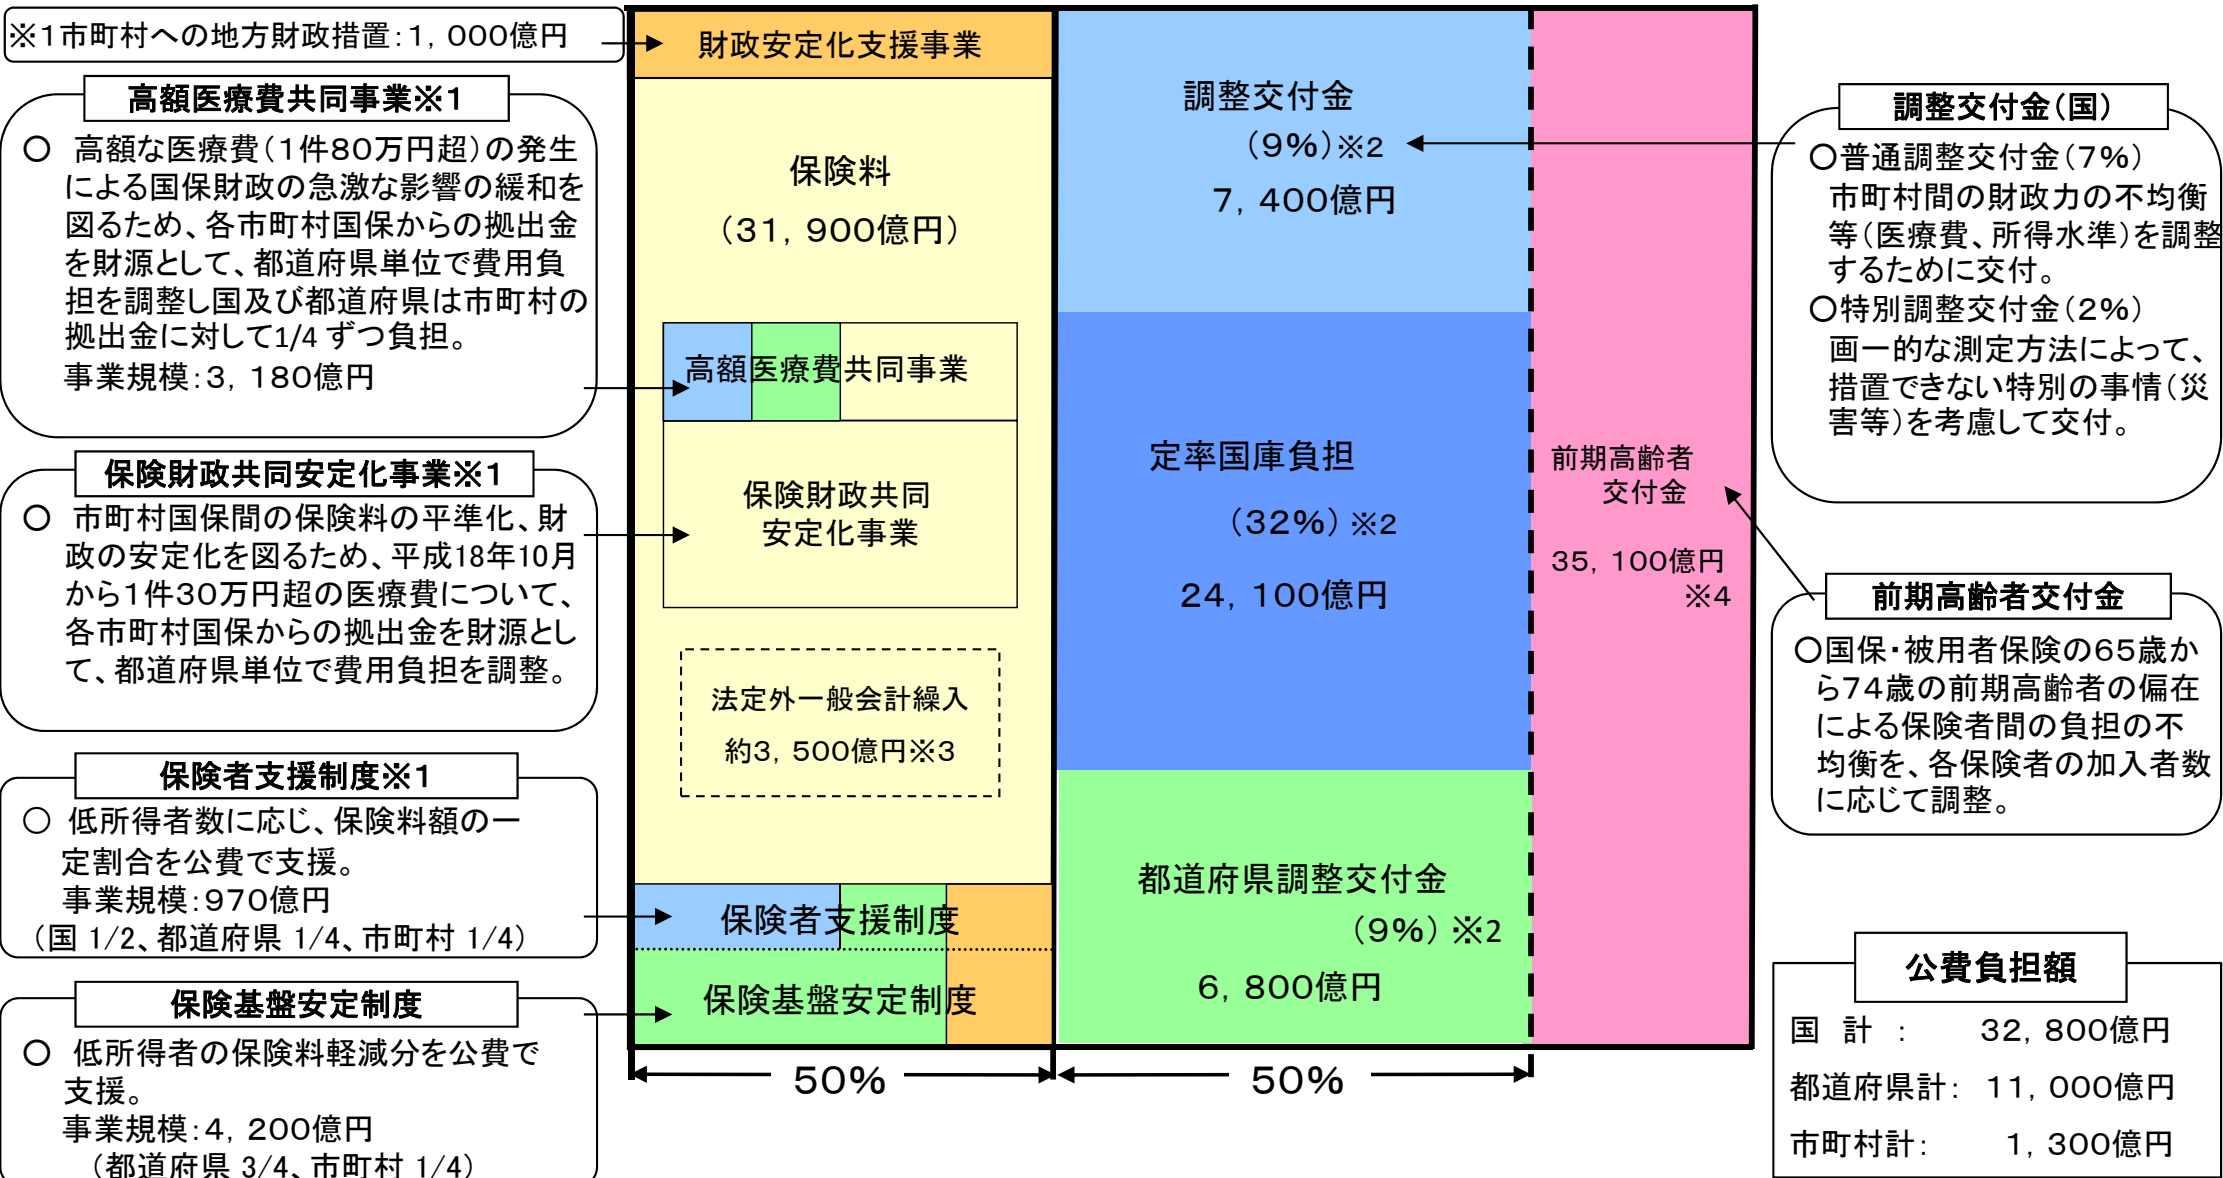 ※1市町村への地方財政措置:1,000億円
高額医療費共同事業※1
○ 高額な医療費(1件80万円超)の発生
による国保財政の急激な影響の緩和を
図るため、各市町村国保からの拠出金
を財源として、都道府県単位で費用負
担を調整し国及び都道府県は市町村の
拠出金に対して1/4 ずつ負担。
事業規模:3,180億円
保険財政共同安定化事業※1
○ 市町村国保間の保険料の平準化、財
政の安定化を図るため、平成18年10月
から1件30万円超の医療費について、
各市町村国保からの拠出金を財源とし
て、都道府県単位で費用負担を調整。
保険者支援制度※1
○ 低所得者数に応じ、保険料額の一
定割合を公費で支援。
事業規模:970億円
(国 1/2、都道府県 1/4、市町村 1/4)
保険基盤安定制度
○ 低所得者の保険料軽減分を公費で
支援。
事業規模:4,200億円
(都道府県 3/4、市町村 1/4)
財政安定化支援事業
保険料
(31,900億円)
高額医療費共同事業
保険財政共同
安定化事業
法定外一般会計繰入
約3,500億円※3
保険者支援制度
保険基盤安定制度
50%
調整交付金
(9%)※2
7,400億円
定率国庫負担
(32%)※2
24,100億円
都道府県調整交付金
(9%)※2
6,800億円
50%
前期高齢者
交付金
35,100億円
※4
調整交付金(国)
○普通調整交付金(7%)
市町村間の財政力の不均衡
等(医療費、所得水準)を調整
するために交付。
○特別調整交付金(2%)
画一的な測定方法によって、
措置できない特別の事情(災
害等)を考慮して交付。
前期高齢者交付金
○国保・被用者保険の65歳か
ら74歳の前期高齢者の偏在
による保険者間の負担の不
均衡を、各保険者の加入者数
に応じて調整。
公費負担額
国 計 : 32,800億円
都道府県計: 11,000億円
市町村計: 1,300億円